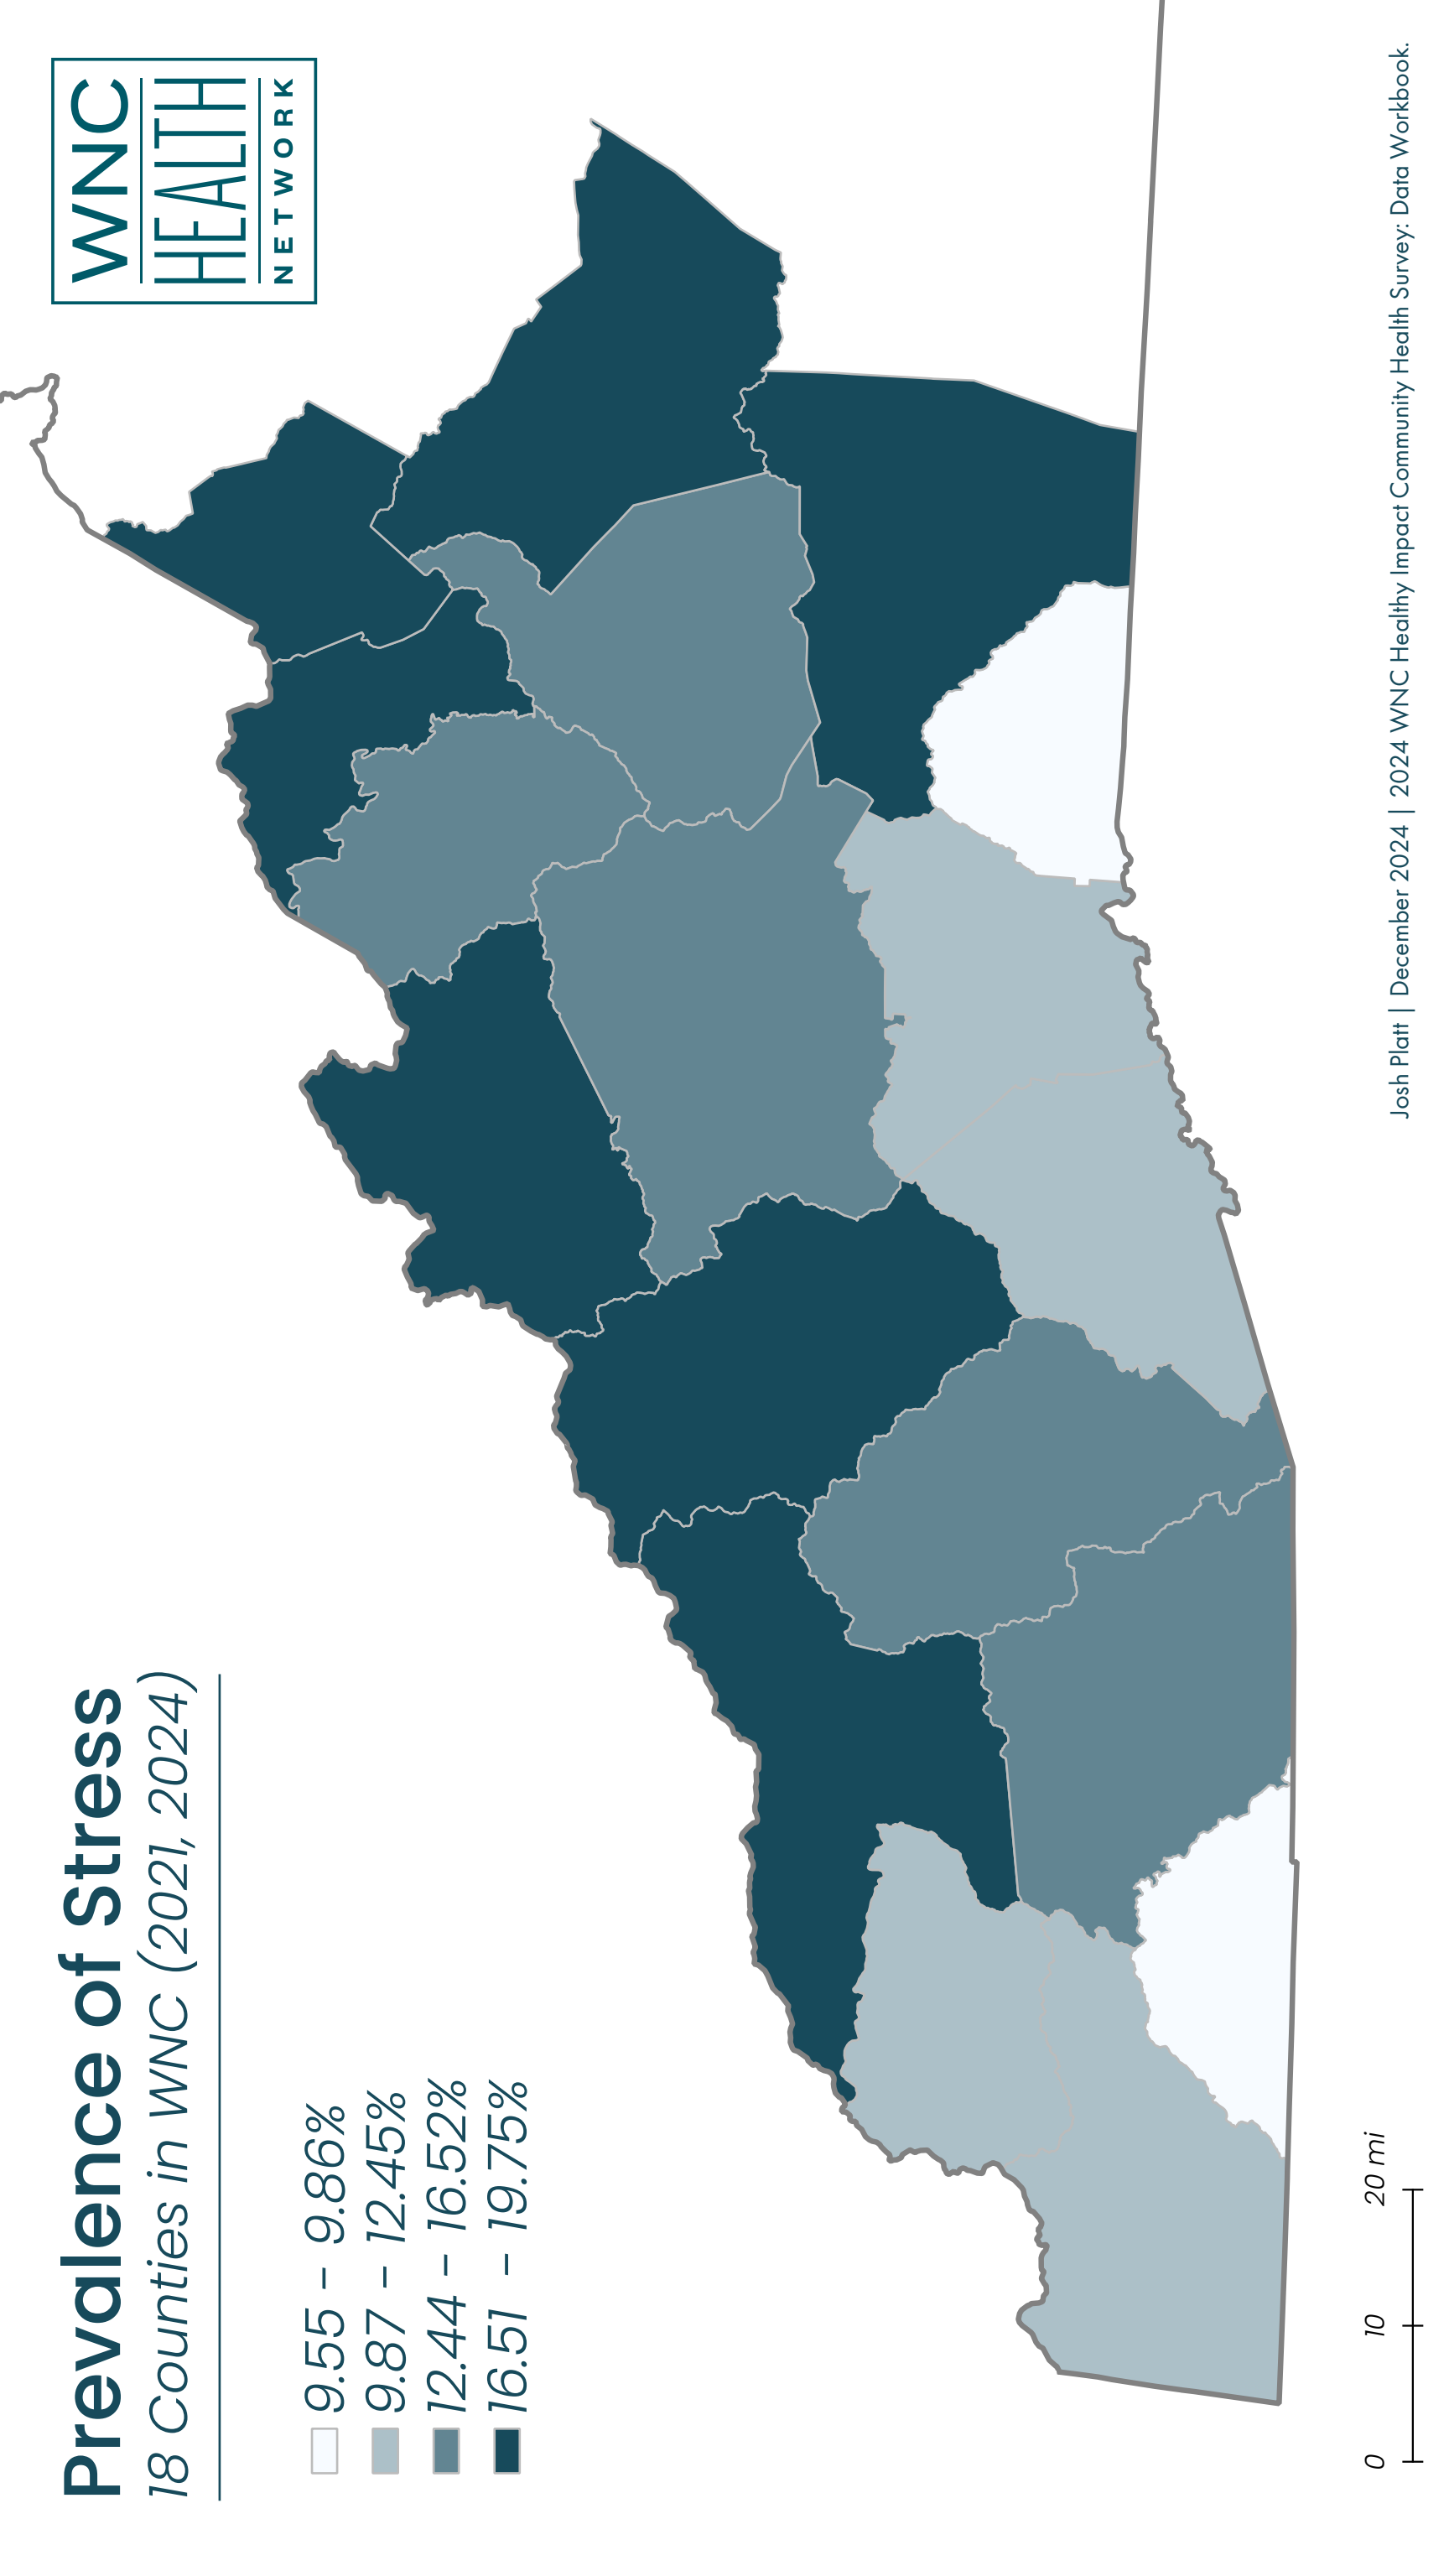 Prevalence of Stress
18 Counties in WNC (2021, 2024)
9.55 – 9.86%
9.87 – 12.45%
12.44 – 16.52%
16.51 – 19.75%
WNC
HEALTH
NETWORK
0 10 20 mi
Josh Platt | December 2024 | 2024 WNC Healthy Impact Community Health Survey: Data Workbook.